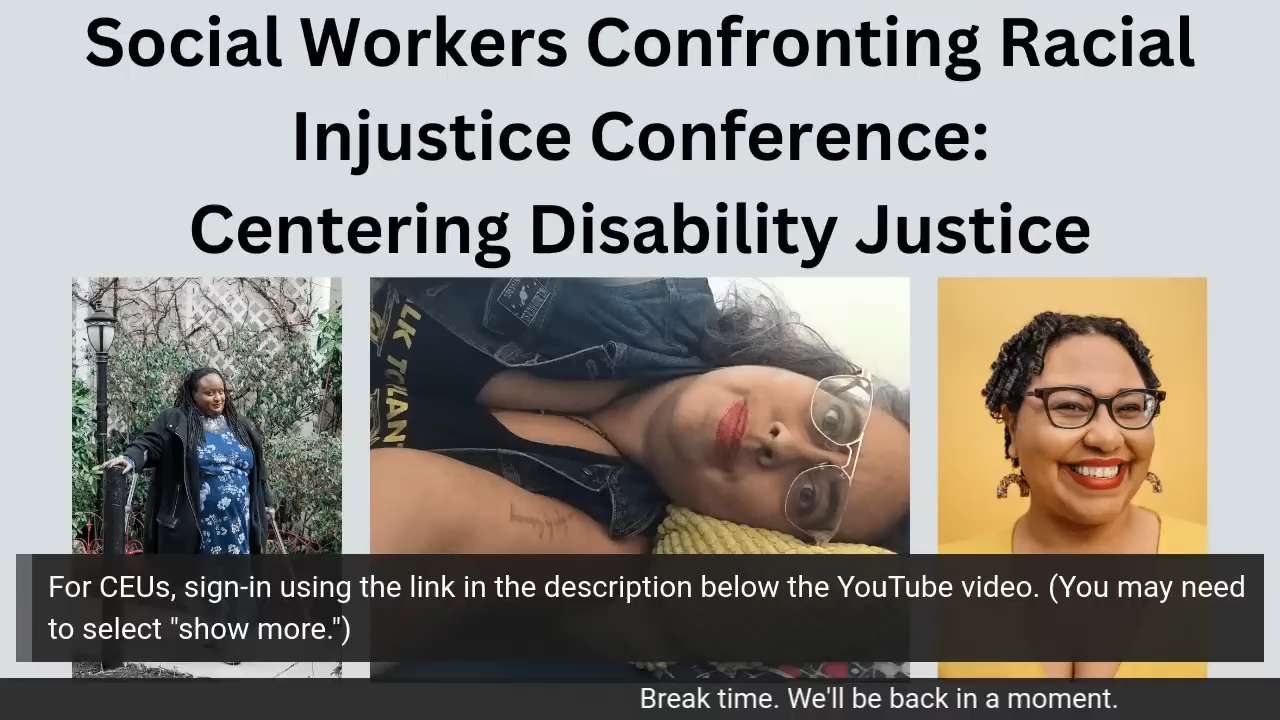 Social Workers Confronting Racial
Injustice Conference:
Centering Disability Justice
For CEUs, sign-in using the link in the description below the YouTube video. (You may need
to select "show more.")
Break time. We'll be back in a moment.